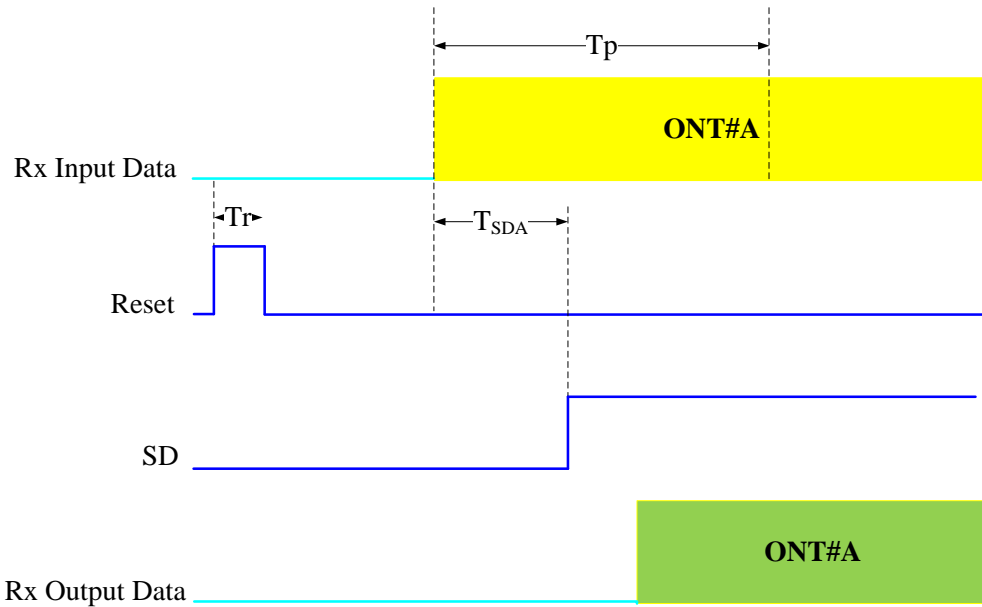 Tp
ONT#A
Rx Input Data
Tr
TSDA
Reset
SD
ONT#A
Rx Output Data